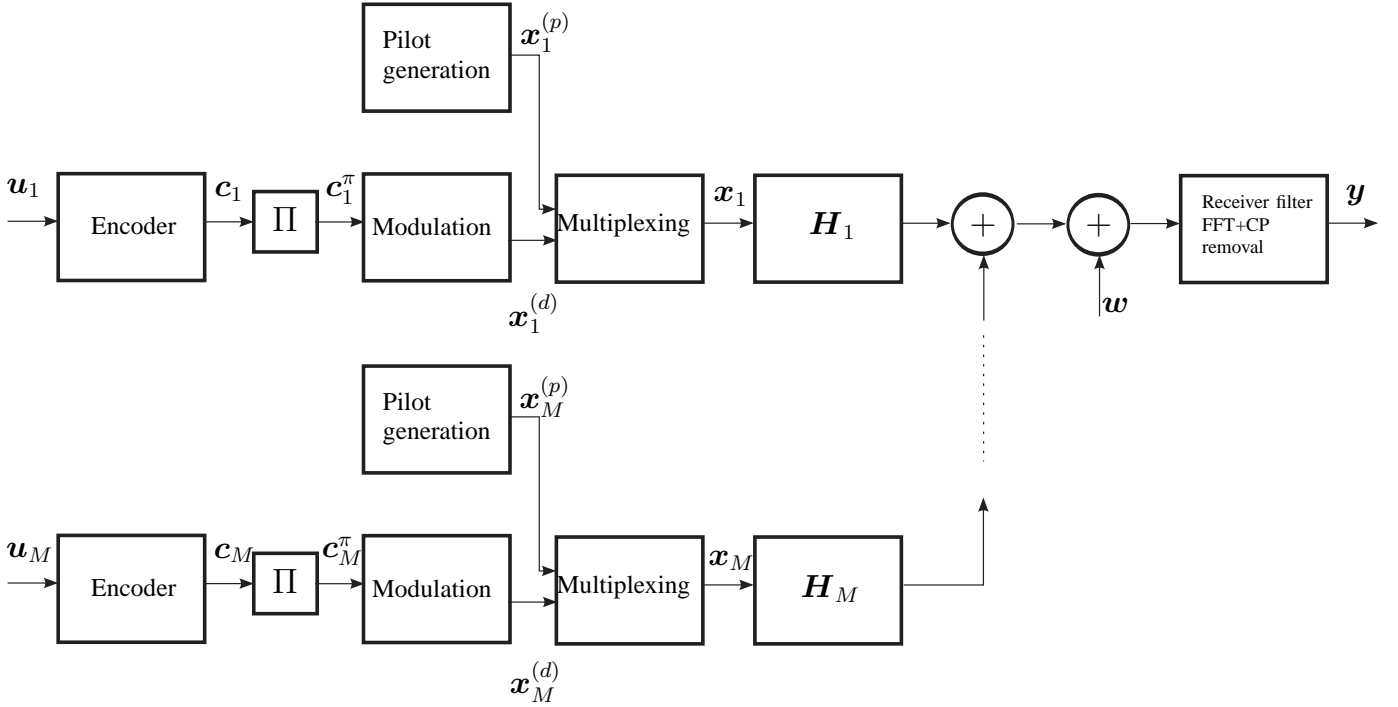 Pilot
generation
x_1^{(p)}
u_1
Encoder
c_1
Π
c_1^π
Modulation
x_1^{(d)}
Multiplexing
x_1
H_1
+
+
w
Receiver filter
FFT+CP
removal
y
Pilot
generation
x_M^{(p)}
u_M
Encoder
c_M
Π
c_M^π
Modulation
x_M^{(d)}
Multiplexing
x_M
H_M